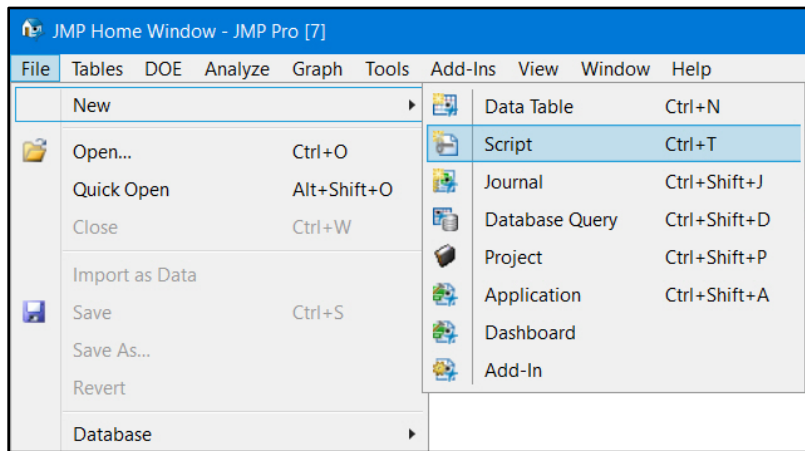 JMP Home Window - JMP Pro [7]
File Tables DOE Analyze Graph Tools Add-Ins View Window Help
New
Open... Ctrl+O
Quick Open Alt+Shift+O
Close Ctrl+W
Import as Data
Save Ctrl+S
Save As...
Revert
Database
Data Table Ctrl+N
Script Ctrl+T
Journal Ctrl+Shift+J
Database Query Ctrl+Shift+D
Project Ctrl+Shift+P
Application Ctrl+Shift+A
Dashboard
Add-In